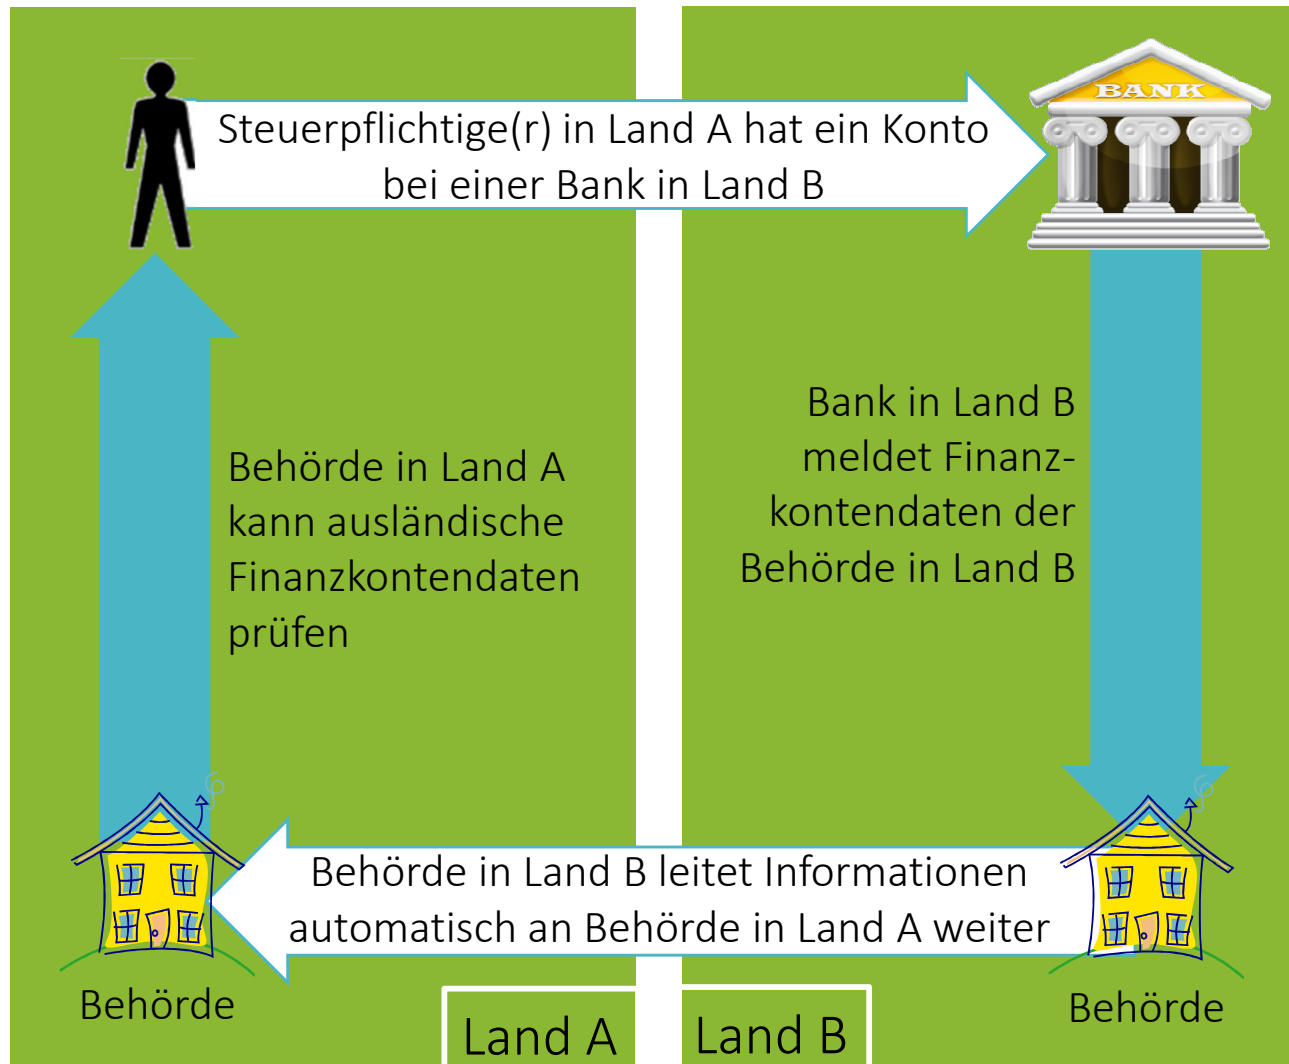 BANK
Steuerpflichtige(r) in Land A hat ein Konto
bei einer Bank in Land B
Behörde in Land A
kann ausländische
Finanzkontendaten
prüfen
Bank in Land B
meldet Finanz-
kontendaten der
Behörde in Land B
Behörde in Land B leitet Informationen
automatisch an Behörde in Land A weiter
Behörde
Behörde
Land A
Land B